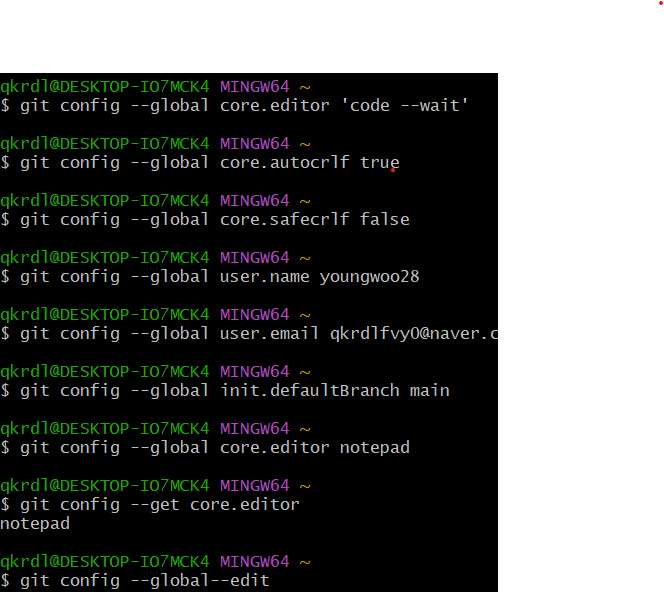 qkrdl@DESKTOP-IO7MCK4 MINGW64 ~
$ git config --global core.editor 'code --wait'
qkrdl@DESKTOP-IO7MCK4 MINGW64 ~
$ git config --global core.autocrlf true
qkrdl@DESKTOP-IO7MCK4 MINGW64 ~
$ git config --global core.safecrlf false
qkrdl@DESKTOP-IO7MCK4 MINGW64 ~
$ git config --global user.name youngwoo28
qkrdl@DESKTOP-IO7MCK4 MINGW64 ~
$ git config --global user.email qkrdlfvy0@naver.c
qkrdl@DESKTOP-IO7MCK4 MINGW64 ~
$ git config --global init.defaultBranch main
qkrdl@DESKTOP-IO7MCK4 MINGW64 ~
$ git config --global core.editor notepad
qkrdl@DESKTOP-IO7MCK4 MINGW64 ~
$ git config --get core.editor
notepad
qkrdl@DESKTOP-IO7MCK4 MINGW64 ~
$ git config --global--edit